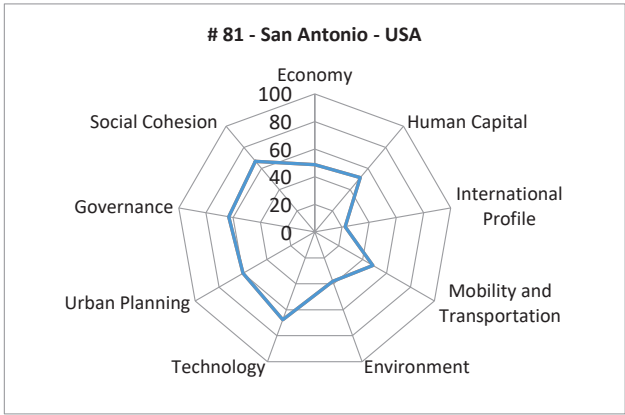 # 81 - San Antonio - USA
Economy
Human Capital
International
Profile
Mobility and
Transportation
Environment
Technology
Urban Planning
Governance
Social Cohesion
100
80
60
40
20
0